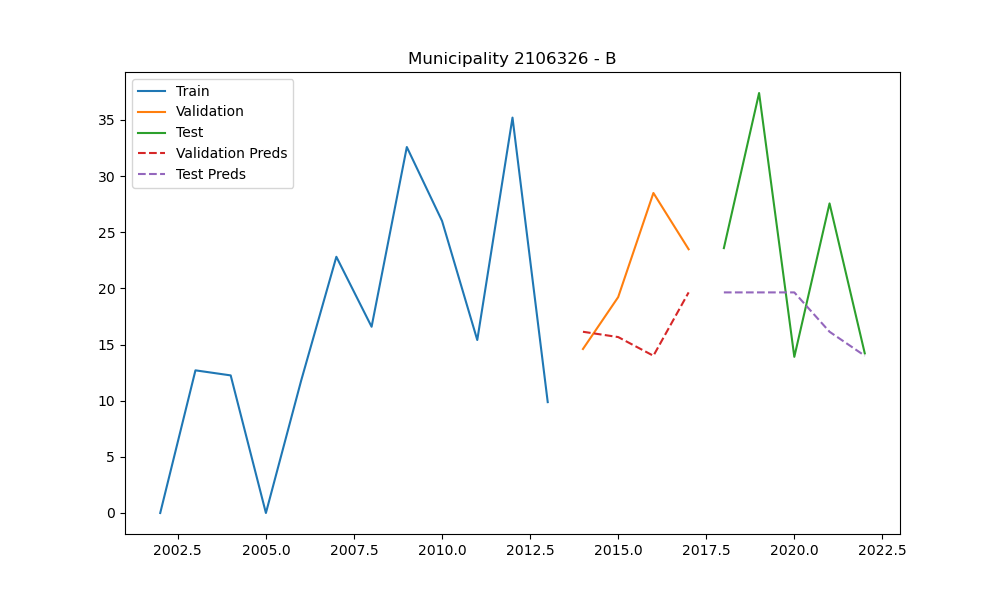 Municipality 2106326 - B
Train
Validation
Test
Validation Preds
Test Preds
35
30
25
20
15
10
5
0
2002.5 2005.0 2007.5 2010.0 2012.5 2015.0 2017.5 2020.0 2022.5